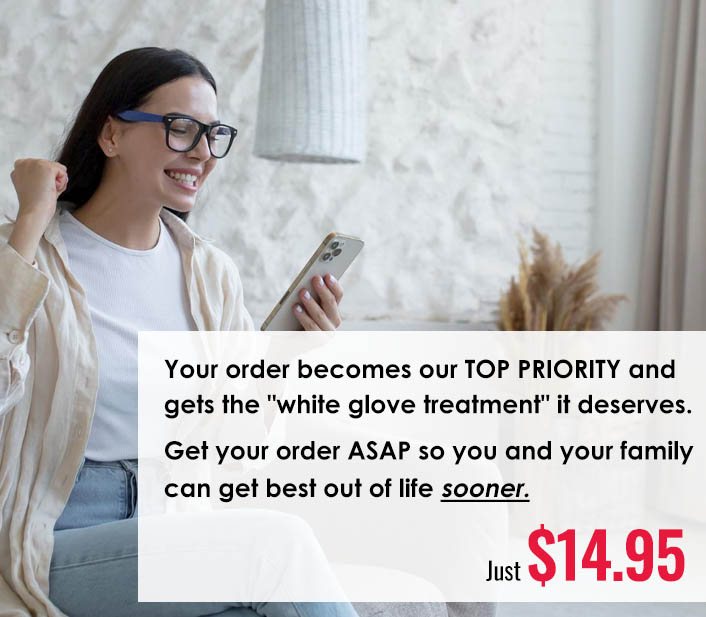 Your order becomes our TOP PRIORITY and
gets the "white glove treatment" it deserves.
Get your order ASAP so you and your family
can get best out of life sooner.
Just $14.95